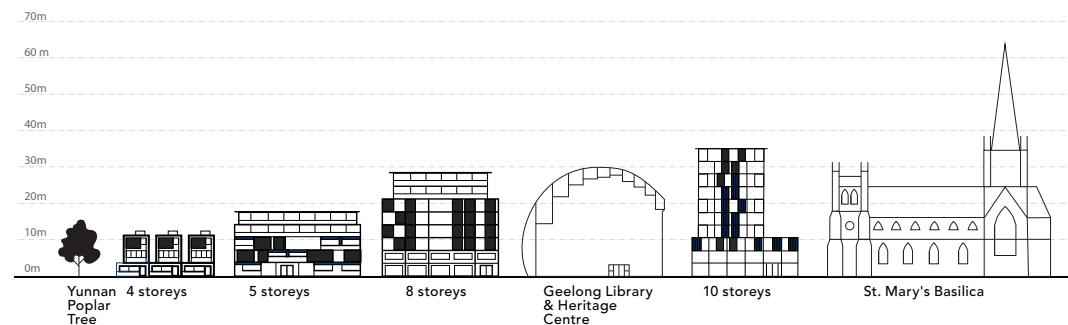 70m
60 m
50m
40m
30m
20m
10m
0m
Yunnan
Poplar
Tree
4 storeys
5 storeys
8 storeys
Geelong Library
& Heritage
Centre
10 storeys
St. Mary's Basilica